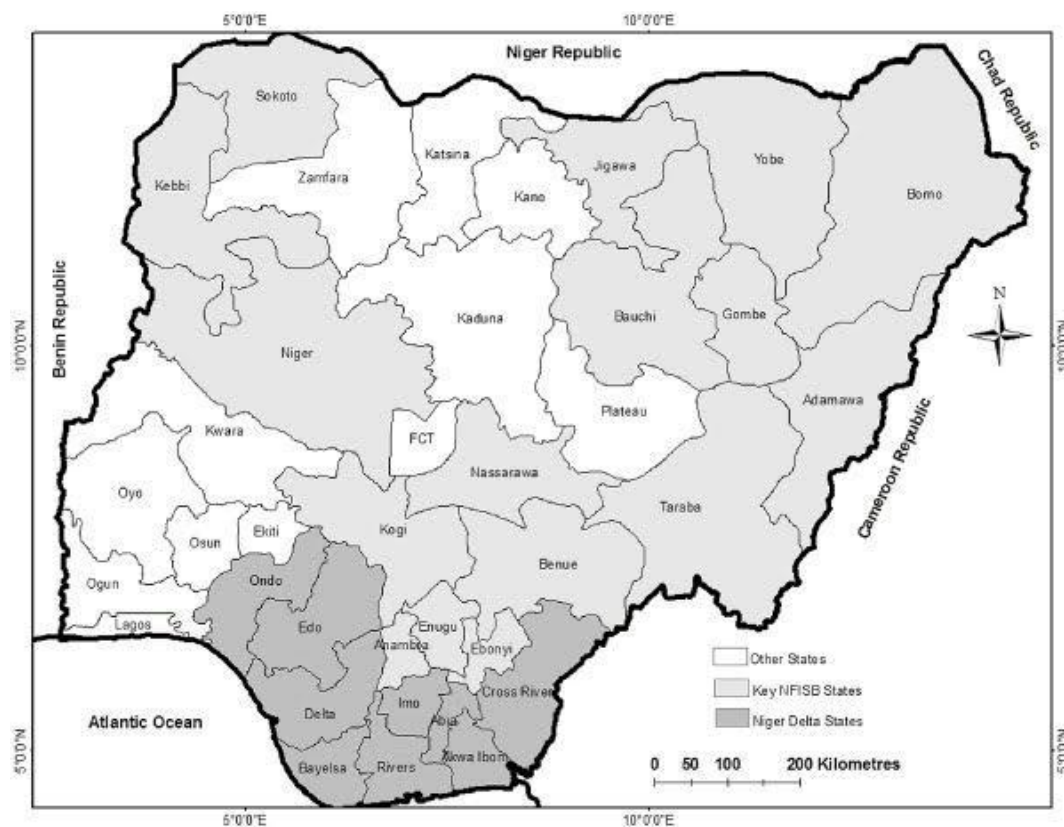 5°0'0"E
10°0'0"E
Niger Republic
Chad Republic
Sokoto
Katsina
Jigawa
Yobe
Borno
Kebbi
Zamfara
Kano
Benin Republic
10°0'0"N
Kaduna
Bauchi
Gombe
Niger
N
Adamawa
Plateau
Kwara
FCT
Nassarawa
Cameroon Republic
Oyo
Kogi
Taraba
Osun
Ekiti
Benue
Ogun
Ondo
Lagos
Edo
Enugu
Anambra
Ebonyi
Other States
Cross River
Key NFISB States
Imo
Delta
Abia
Niger Delta States
Atlantic Ocean
5°0'0"N
Bayelsa
Rivers
Akwa Ibom
0 50 100 200 Kilometres
5°0'0"E
10°0'0"E